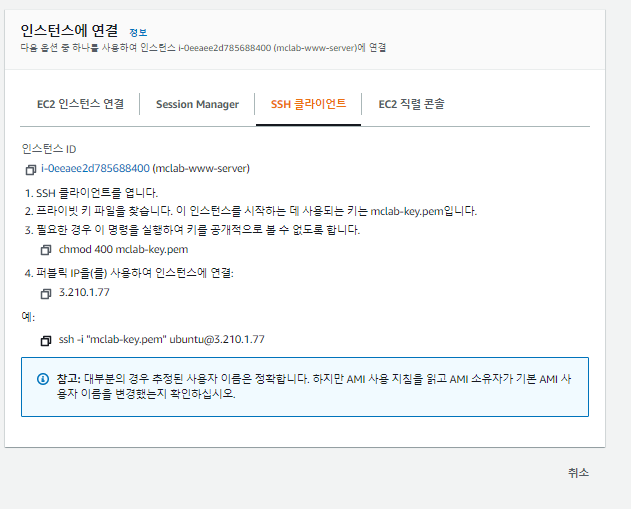 인스턴스에 연결 정보
다음 옵션 중 하나를 사용하여 인스턴스 i-0eeaee2d785688400 (mclab-www-server)에 연결
EC2 인스턴스 연결
Session Manager
SSH 클라이언트
EC2 직렬 콘솔
인스턴스 ID
i-0eeaee2d785688400 (mclab-www-server)
1. SSH 클라이언트를 엽니다.
2. 프라이빗 키 파일을 찾습니다. 이 인스턴스를 시작하는 데 사용되는 키는 mclab-key.pem입니다.
3. 필요한 경우 이 명령을 실행하여 키를 공개적으로 볼 수 없도록 합니다.
chmod 400 mclab-key.pem
4. 퍼블릭 IP을(를) 사용하여 인스턴스에 연결:
3.210.1.77
예:
ssh -i "mclab-key.pem" ubuntu@3.210.1.77
참고: 대부분의 경우 추정된 사용자 이름은 정확합니다. 하지만 AMI 사용 지침을 읽고 AMI 소유자가 기본 AMI 사
용자 이름을 변경했는지 확인하십시오.
취소